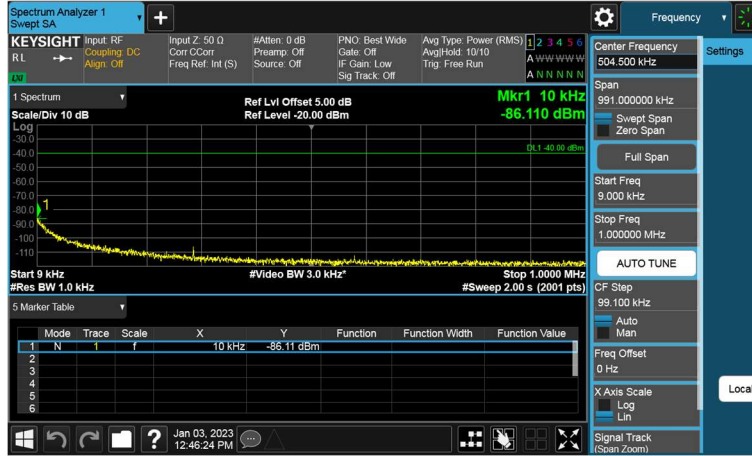 Spectrum Analyzer 1
Swept SA
Frequency
KEYSIGHT
RL
LXI
Input: RF
Coupling: DC
Align: Off
Input Z: 50 Ω
Corr CCorr
Freq Ref: Int (S)
#Atten: 0 dB
Preamp: Off
Source: Off
PNO: Best Wide
Gate: Off
IF Gain: Low
Sig Track: Off
Avg Type: Power (RMS)
Avg|Hold: 10/10
Trig: Free Run
1 2 3 4 5 6
A W W W W W
A N N N N N
Center Frequency
504.500 kHz
Settings
Span
991.000000 kHz
Swept Span
Zero Span
Full Span
Start Freq
9.000 kHz
Stop Freq
1.000000 MHz
AUTO TUNE
CF Step
99.100 kHz
Auto
Man
Freq Offset
0 Hz
X Axis Scale
Log
Lin
Local
Signal Track
(Span Zoom)
1 Spectrum
Scale/Div 10 dB
Ref Lvl Offset 5.00 dB
Ref Level -20.00 dBm
Mkr1 10 kHz
-86.110 dBm
Log
-30.0
-40.0
-50.0
-60.0
-70.0
-80.0
-90.0
-100
-110
DL1 -40.00 dBm
1
Start 9 kHz
#Res BW 1.0 kHz
#Video BW 3.0 kHz*
Stop 1.0000 MHz
#Sweep 2.00 s (2001 pts)
5 Marker Table
Mode Trace Scale X Y Function Function Width Function Value
1 N 1 f 10 kHz -86.11 dBm
2
3
4
5
6
Jan 03, 2023
12:46:24 PM